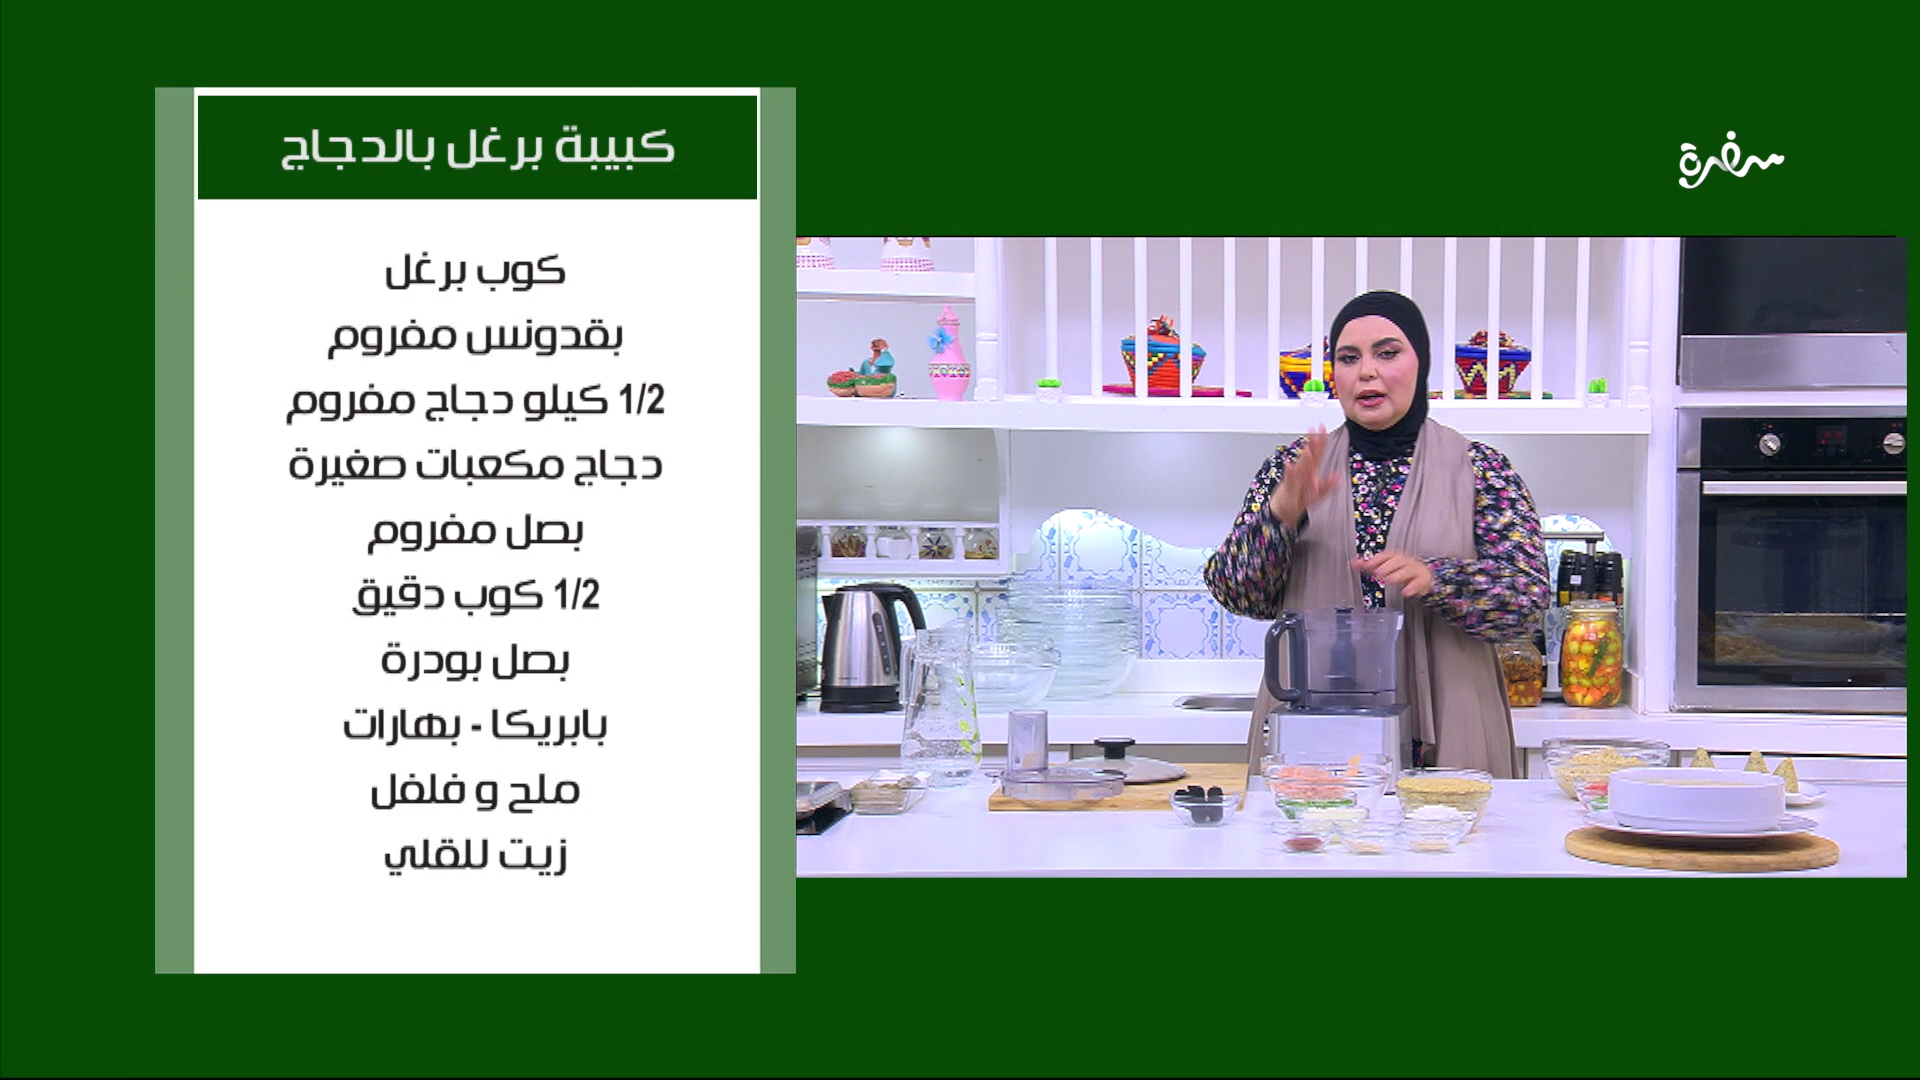 كبيبة برغل بالدجاج
كوب برغل
بقدونس مفروم
1/2 كيلو دجاج مفروم
دجاج مكعبات صغيرة
بصل مفروم
1/2 كوب دقيق
بصل بودرة
بابريكا - بهارات
ملح و فلفل
زيت للقلي
سفرة